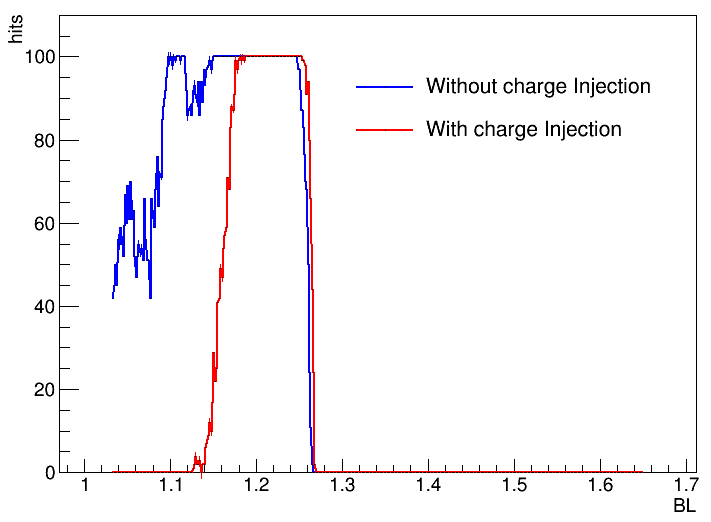 hits
100
80
60
40
20
0
Without charge Injection
With charge Injection
1 1.1 1.2 1.3 1.4 1.5 1.6 1.7
BL